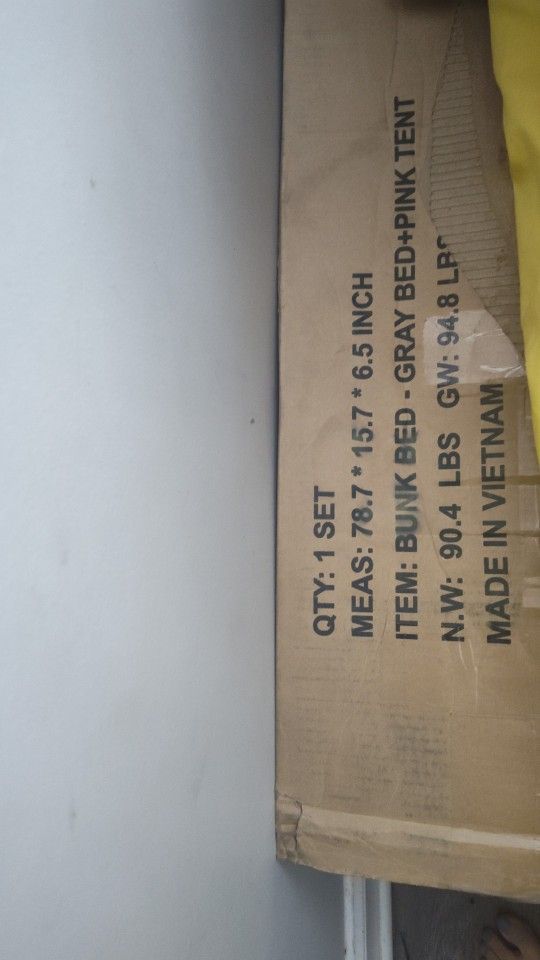 QTY: 1 SET
MEAS: 78.7 * 15.7 * 6.5 INCH
ITEM: BUNK BED - GRAY BED+PINK TENT
N.W: 90.4 LBS GW: 94.8
MADE IN VIETNAM